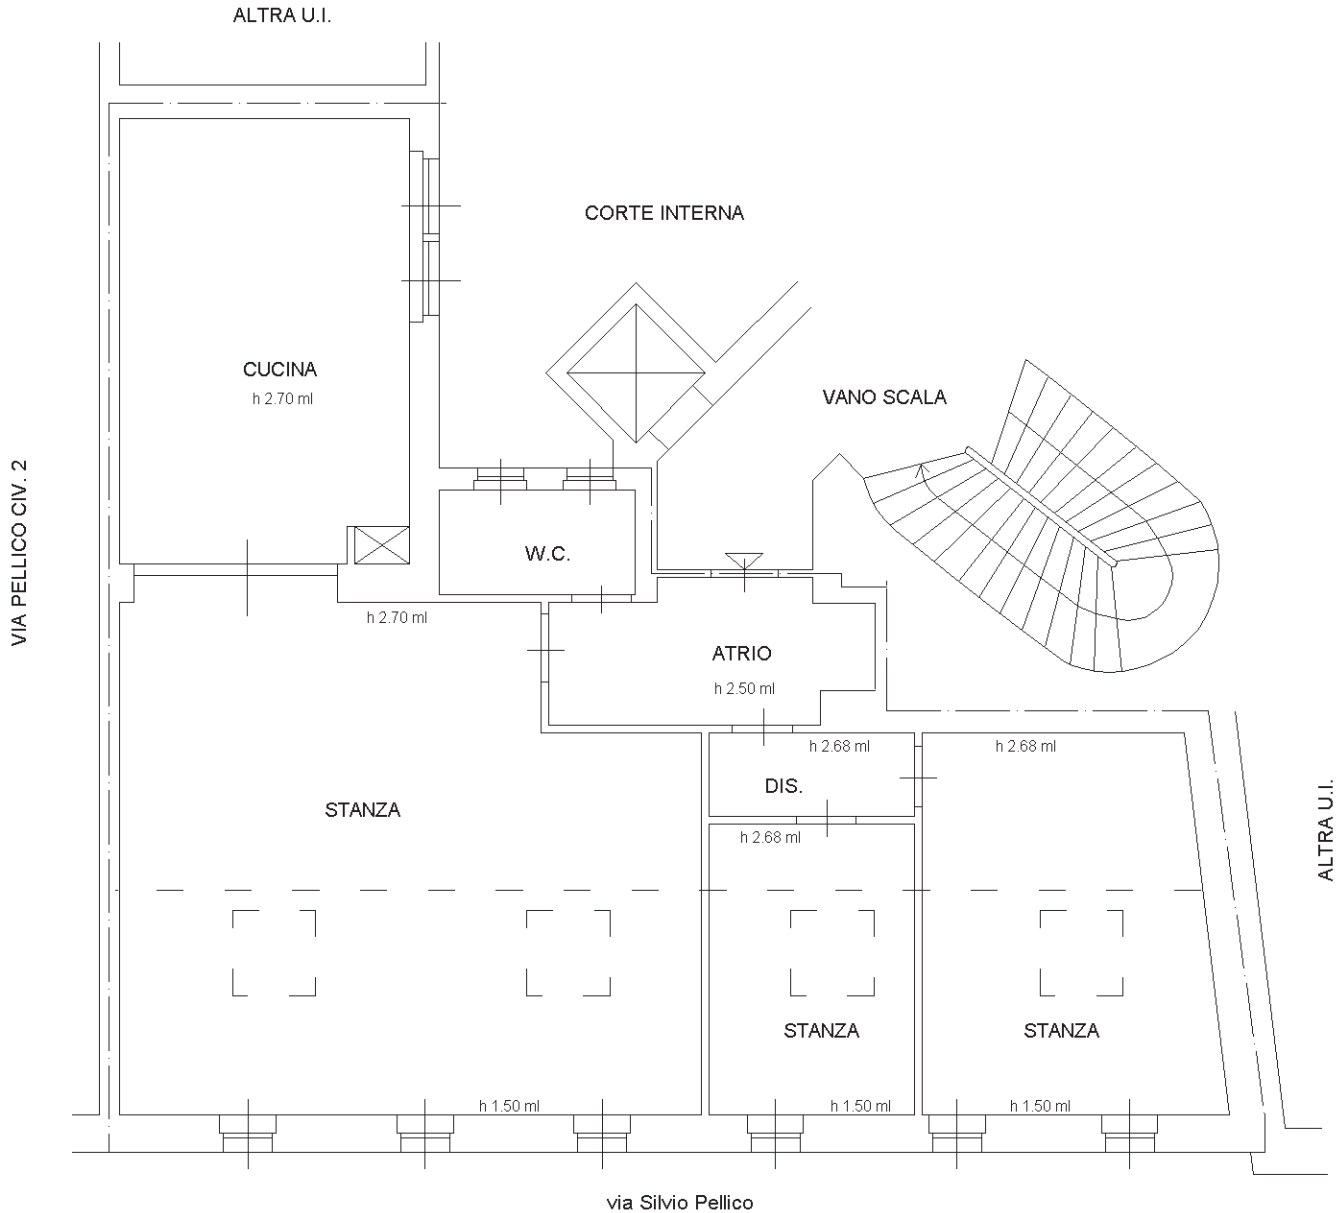 ALTRA U.I.
CORTE INTERNA
CUCINA
h 2.70 ml
VANO SCALA
VIA PELLICO CIV. 2
W.C.
h 2.70 ml
ATRIO
h 2.50 ml
h 2.68 ml
h 2.68 ml
DIS.
STANZA
h 2.68 ml
ALTRA U.I.
STANZA
STANZA
h 1.50 ml
h 1.50 ml
h 1.50 ml
via Silvio Pellico